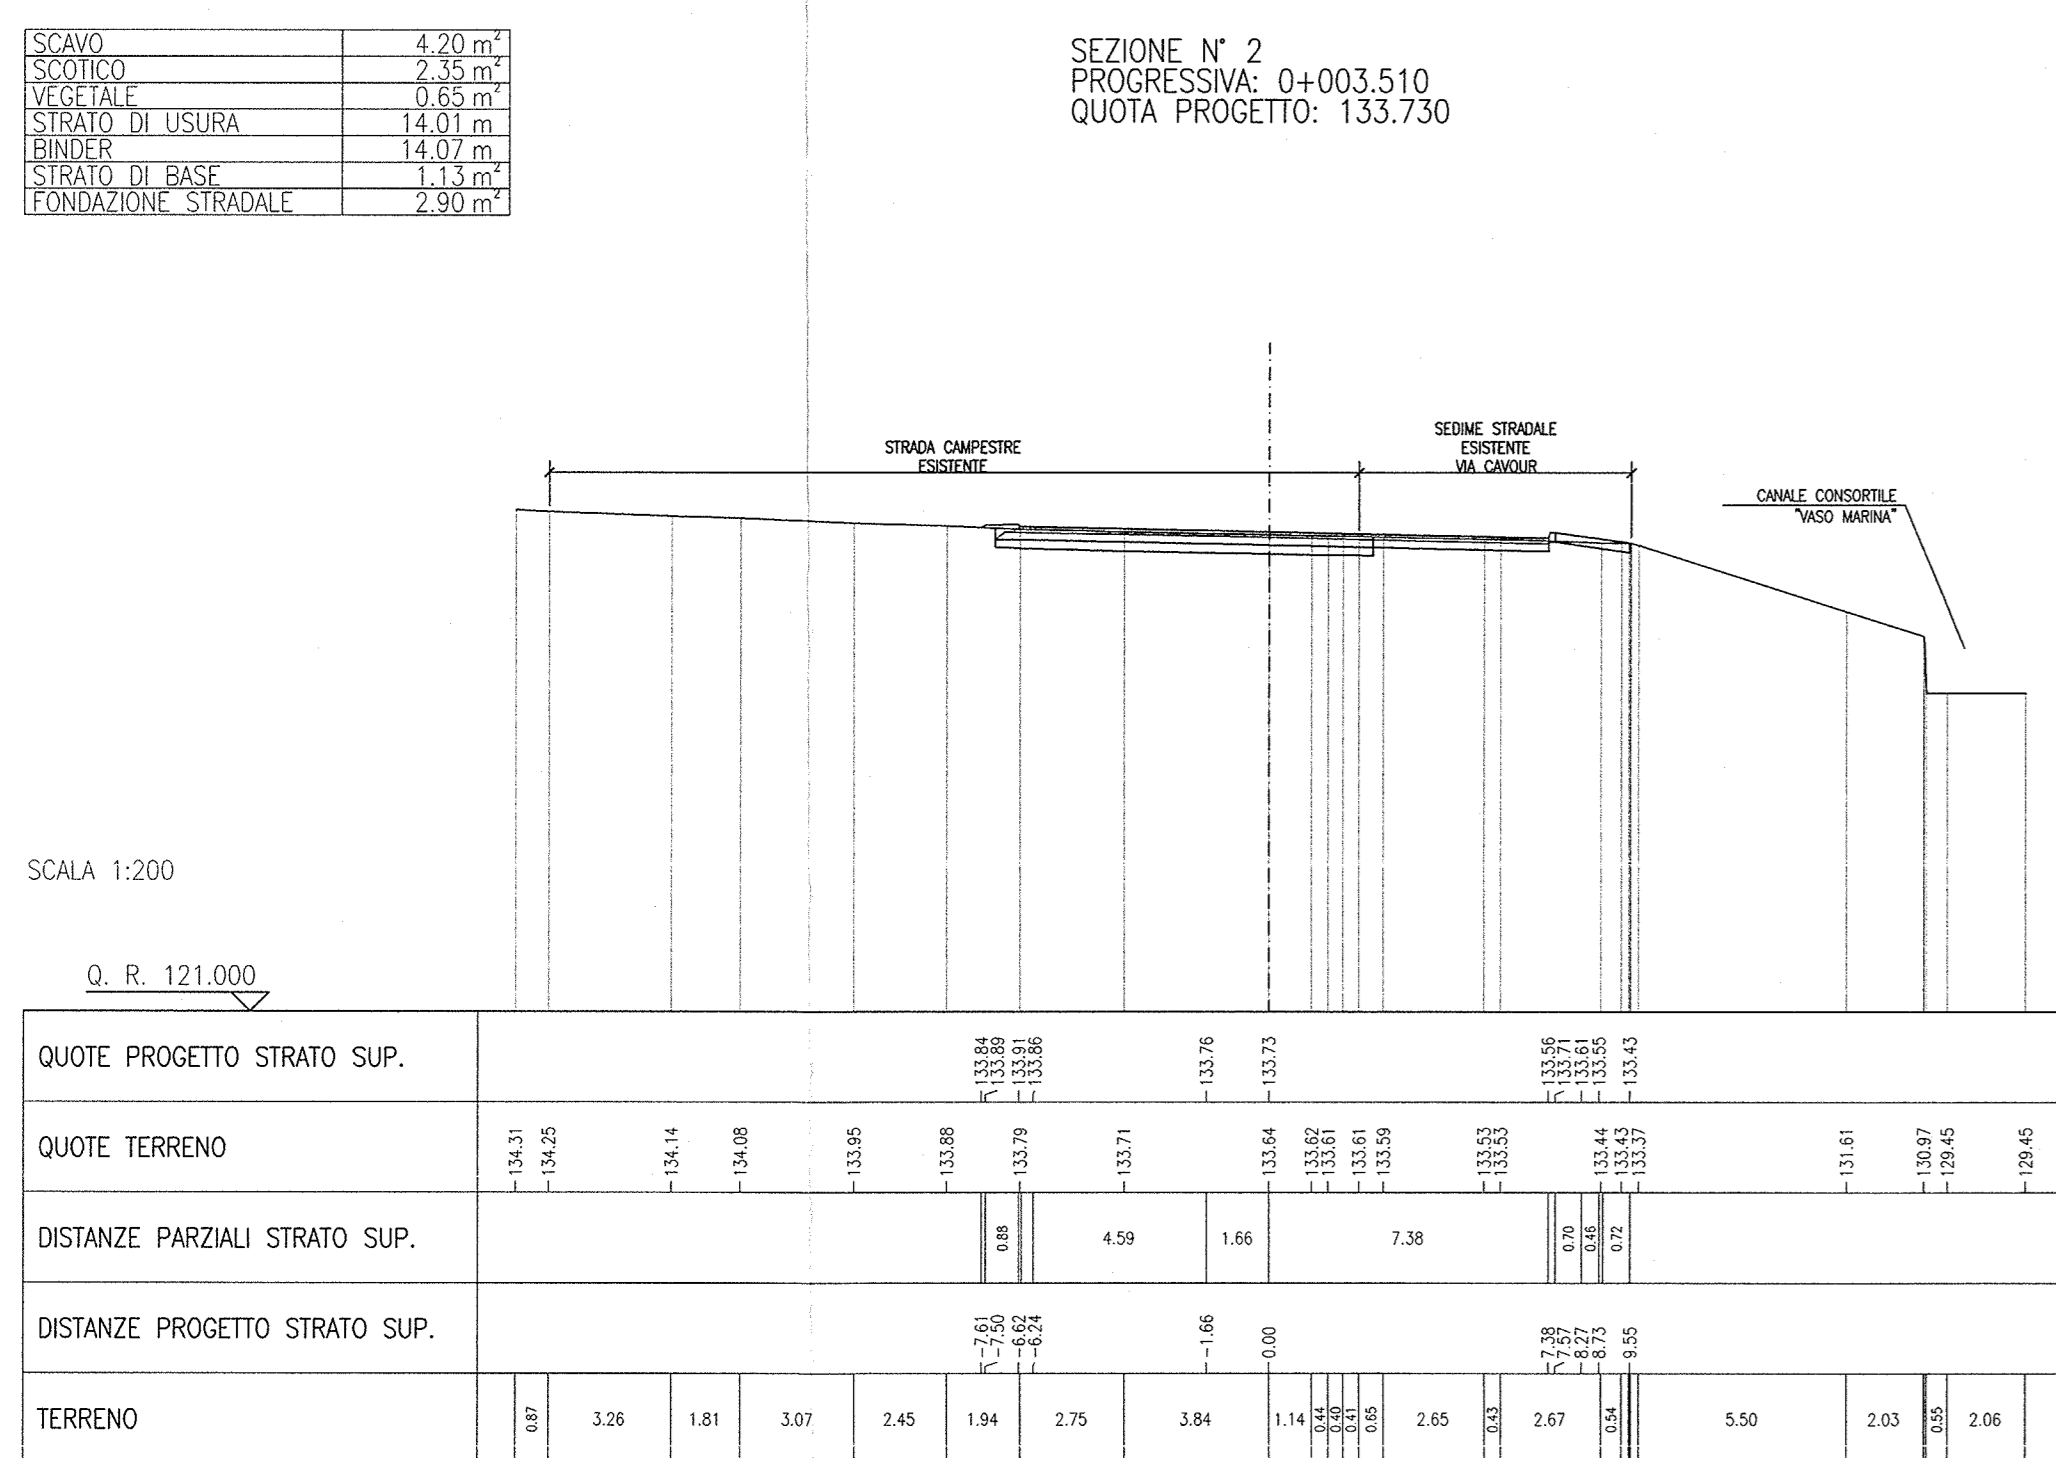 SCAVO 4.20 m²
SCOTICO 2.35 m²
VEGETALE 0.65 m²
STRATO DI USURA 14.01 m
BINDER 14.07 m
STRATO DI BASE 1.13 m²
FONDAZIONE STRADALE 2.90 m²
SEZIONE N° 2
PROGRESSIVA: 0+003.510
QUOTA PROGETTO: 133.730
STRADA CAMPESTRE
ESISTENTE
SEDIME STRADALE
ESISTENTE
VIA CAVOUR
CANALE CONSORTILE
"VASO MARINA"
SCALA 1:200
Q. R. 121.000
QUOTE PROGETTO STRATO SUP. 133.84 133.89 133.91 133.86 133.76 133.73 133.56 133.71 133.61 133.55 133.43
QUOTE TERRENO 134.31 134.25 134.14 134.08 133.95 133.88 133.79 133.71 133.64 133.62 133.61 133.61 133.59 133.53 133.53 133.44 133.43 133.37 131.61 130.97 129.45 129.45
DISTANZE PARZIALI STRATO SUP. 0.88 4.59 1.66 7.38 0.70 0.46 0.72
DISTANZE PROGETTO STRATO SUP. -7.61 -7.50 -6.62 -6.24 -1.66 0.00 7.38 7.57 8.27 8.73 9.55
TERRENO 0.87 3.26 1.81 3.07 2.45 1.94 2.75 3.84 1.14 0.44 0.40 0.41 0.65 2.65 0.43 2.67 0.54 5.50 2.03 0.55 2.06